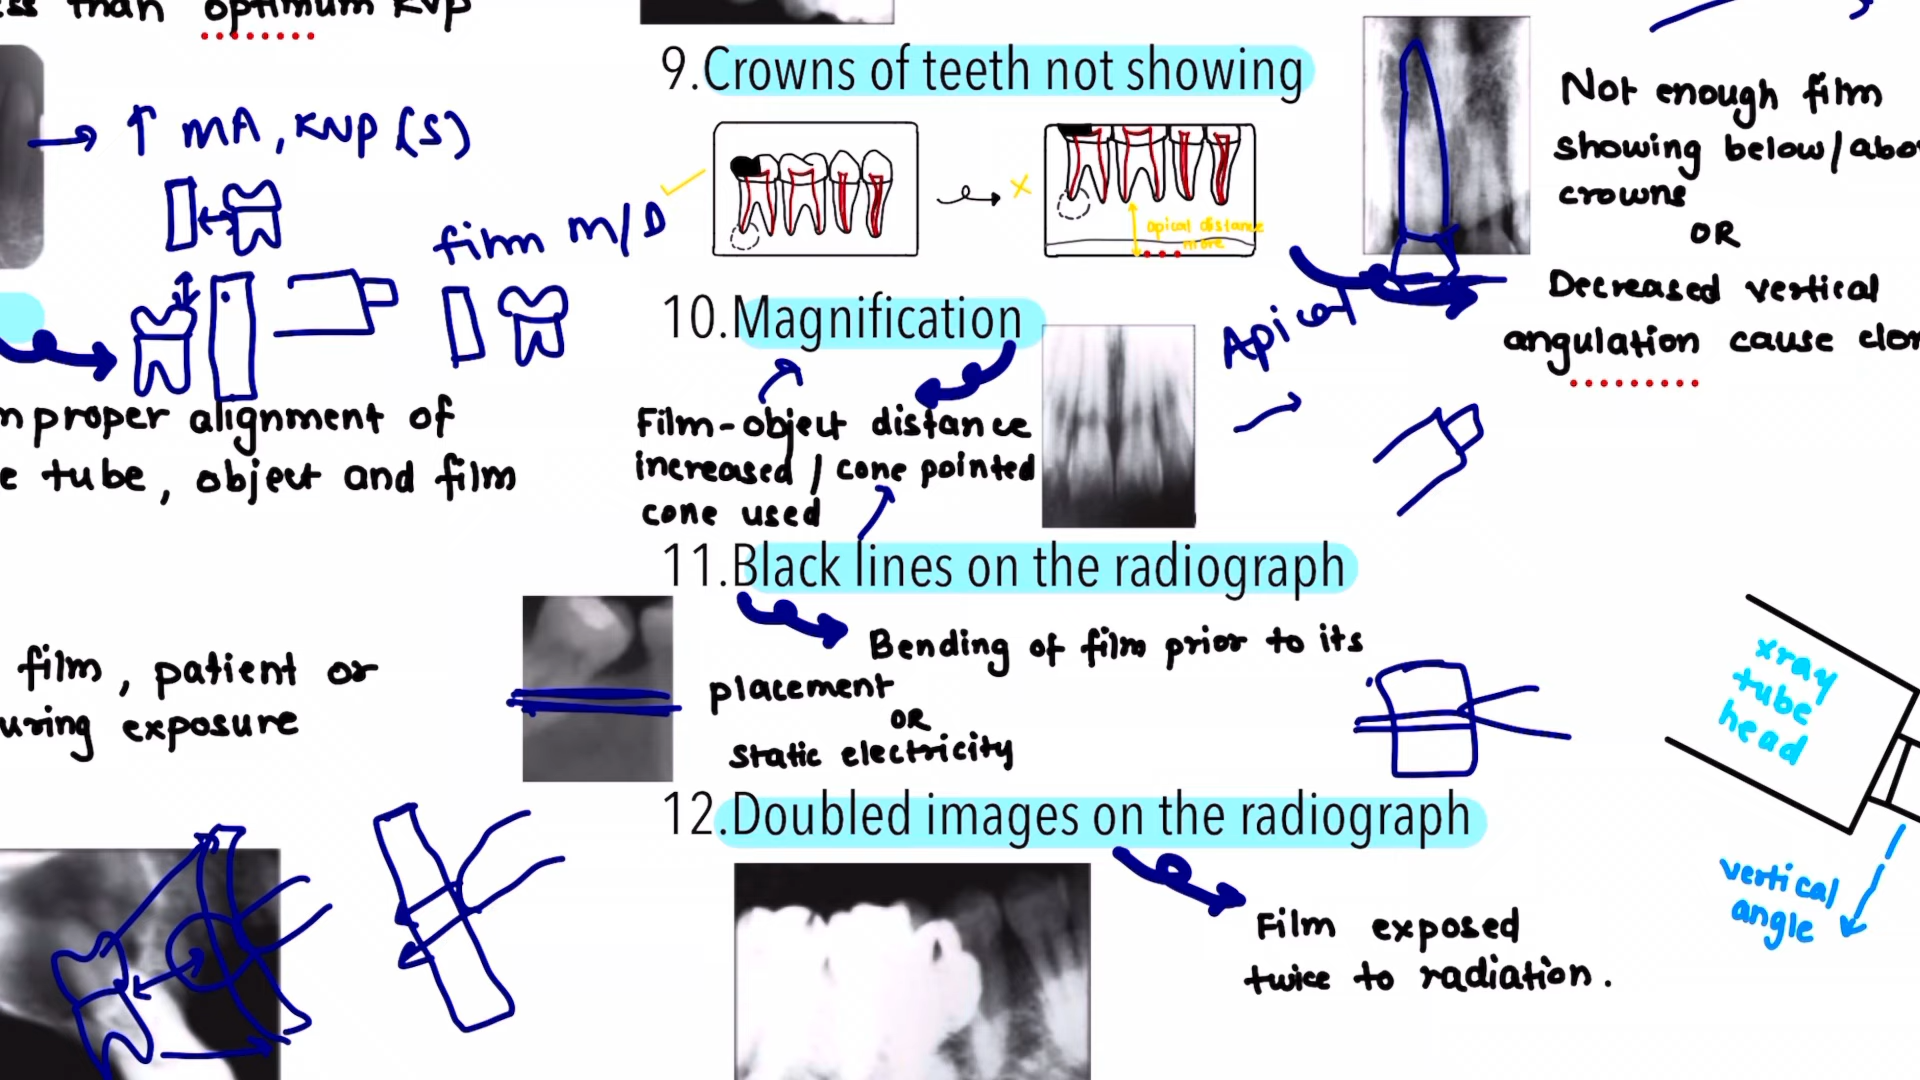 than optimum KVP
→ ↑ MA, KVP (S)
film m/D
proper alignment of
tube, object and film
film, patient or
exposure
9.Crowns of teeth not showing
apical distance
more
Not enough film
showing below/
crowns
OR
Decreased vertical
angulation cause
Apical
10.Magnification
Film-object distance
increased / cone pointed
cone used
11.Black lines on the radiograph
Bending of film prior to its
placement
OR
static electricity
12.Doubled images on the radiograph
Film exposed
twice to radiation.
xray
tube
head
vertical
angle